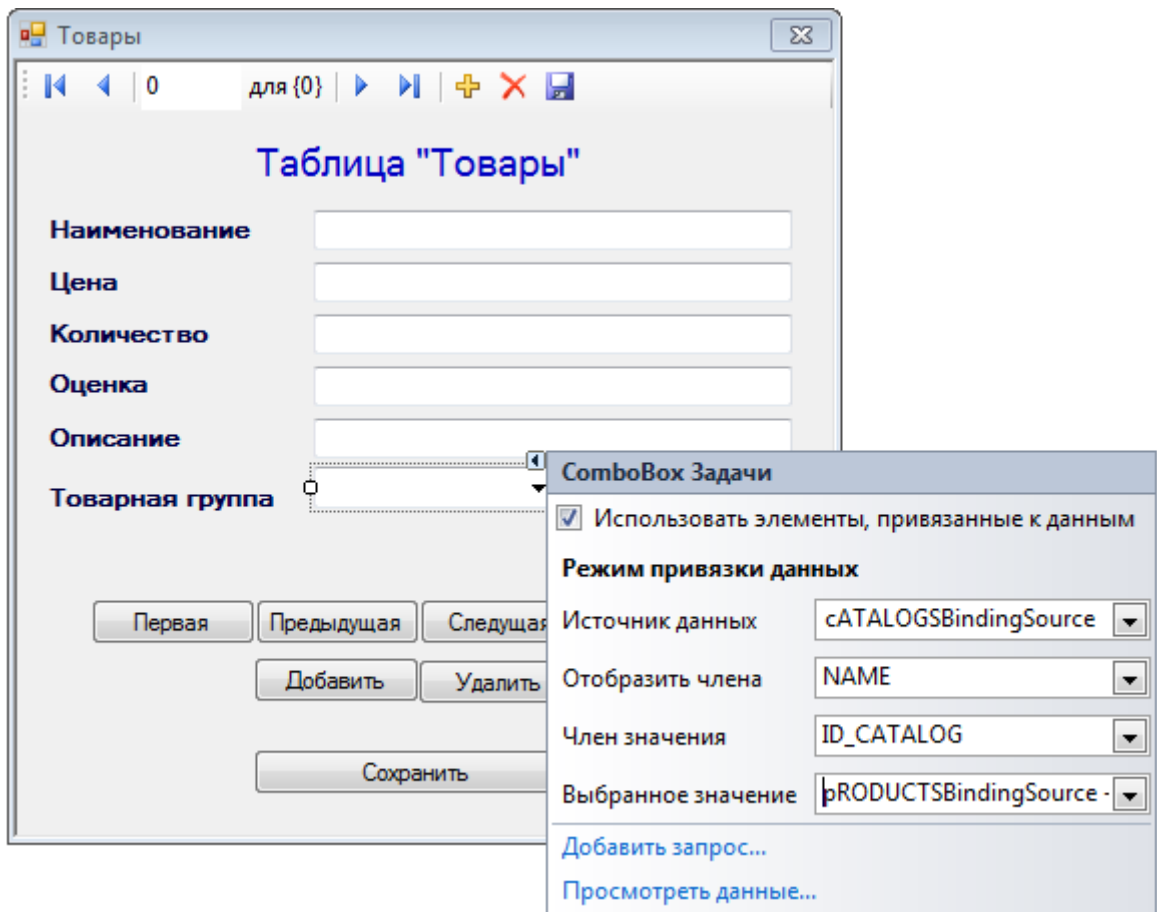 Товары
0 для {0}
Таблица "Товары"
Наименование
Цена
Количество
Оценка
Описание
Товарная группа
Первая Предыдущая Следущая
Добавить Удалить
Сохранить
ComboBox Задачи
Использовать элементы, привязанные к данным
Режим привязки данных
Источник данных cATALOGSBindingSource
Отобразить члена NAME
Член значения ID_CATALOG
Выбранное значение pRODUCTSBindingSource -
Добавить запрос...
Просмотреть данные...